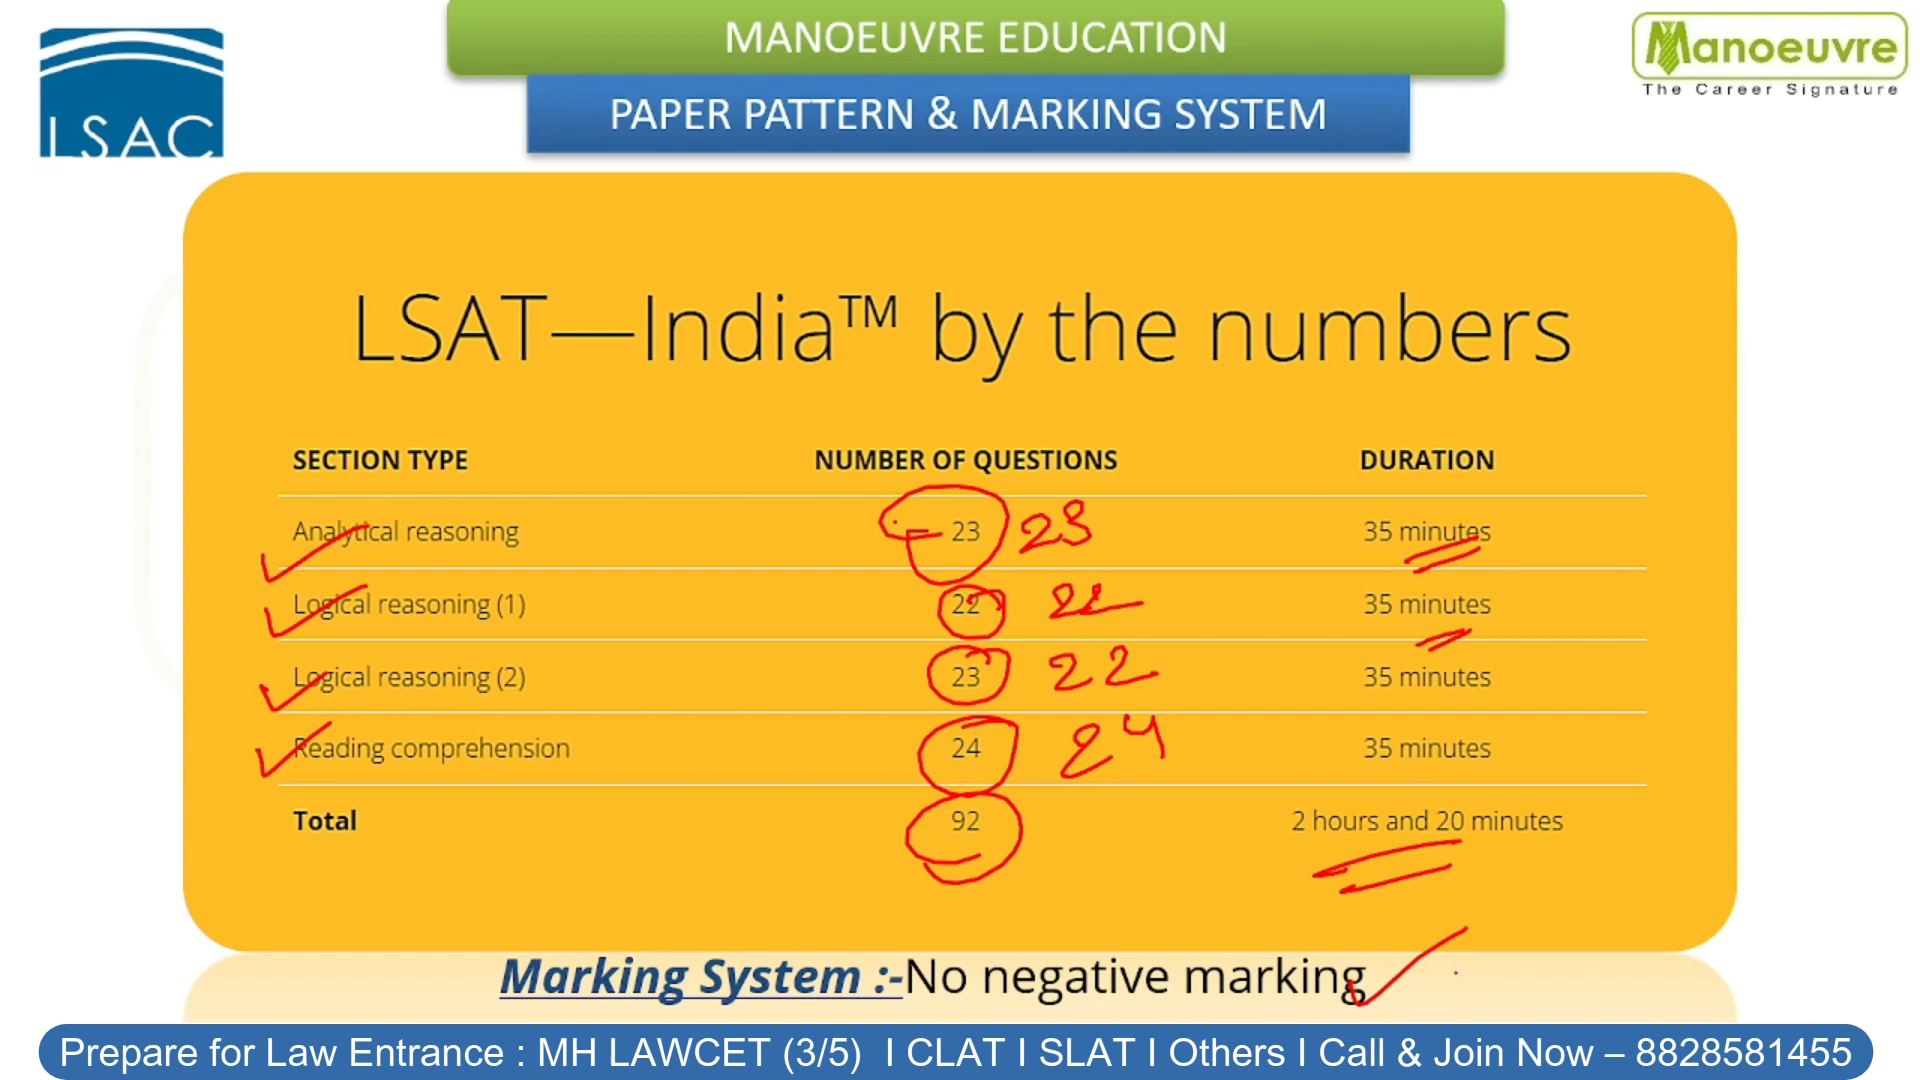 MANOEUVRE EDUCATION
Manoeuvre
The Career Signature
LSAC
PAPER PATTERN & MARKING SYSTEM
LSAT—India™ by the numbers
SECTION TYPE NUMBER OF QUESTIONS DURATION
Analytical reasoning 23 23 35 minutes
Logical reasoning (1) 22 22 35 minutes
Logical reasoning (2) 23 22 35 minutes
Reading comprehension 24 24 35 minutes
Total 92 2 hours and 20 minutes
Marking System :-No negative marking
Prepare for Law Entrance : MH LAWCET (3/5) I CLAT I SLAT I Others I Call & Join Now – 8828581455